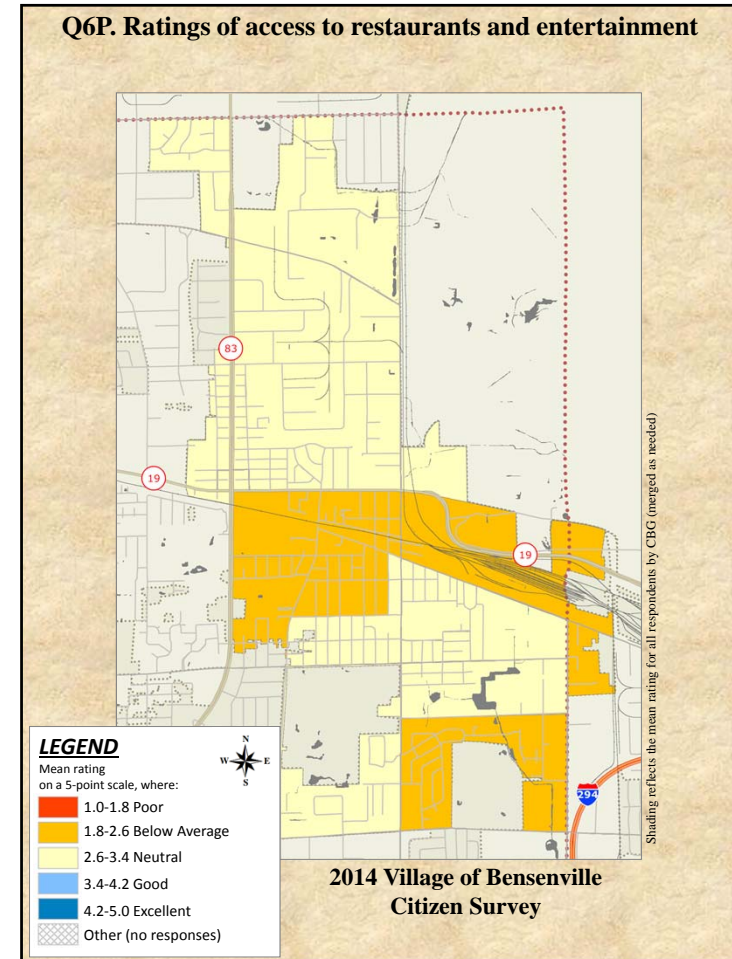 Q6P. Ratings of access to restaurants and entertainment
83
19
19
294
Shading reflects the mean rating for all respondents by CBG (merged as needed)
LEGEND
Mean rating
on a 5-point scale, where:
N
W E
S
1.0-1.8 Poor
1.8-2.6 Below Average
2.6-3.4 Neutral
3.4-4.2 Good
4.2-5.0 Excellent
Other (no responses)
2014 Village of Bensenville
Citizen Survey